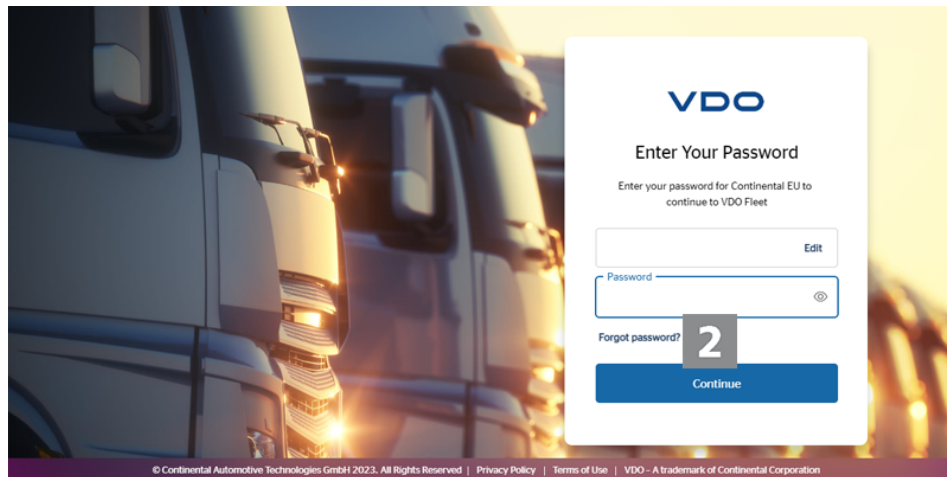 VDO
Enter Your Password
Enter your password for Continental EU to
continue to VDO Fleet
Edit
Password
Forgot password?
2
Continue
© Continental Automotive Technologies GmbH 2023. All Rights Reserved | Privacy Policy | Terms of Use | VDO - A trademark of Continental Corporation